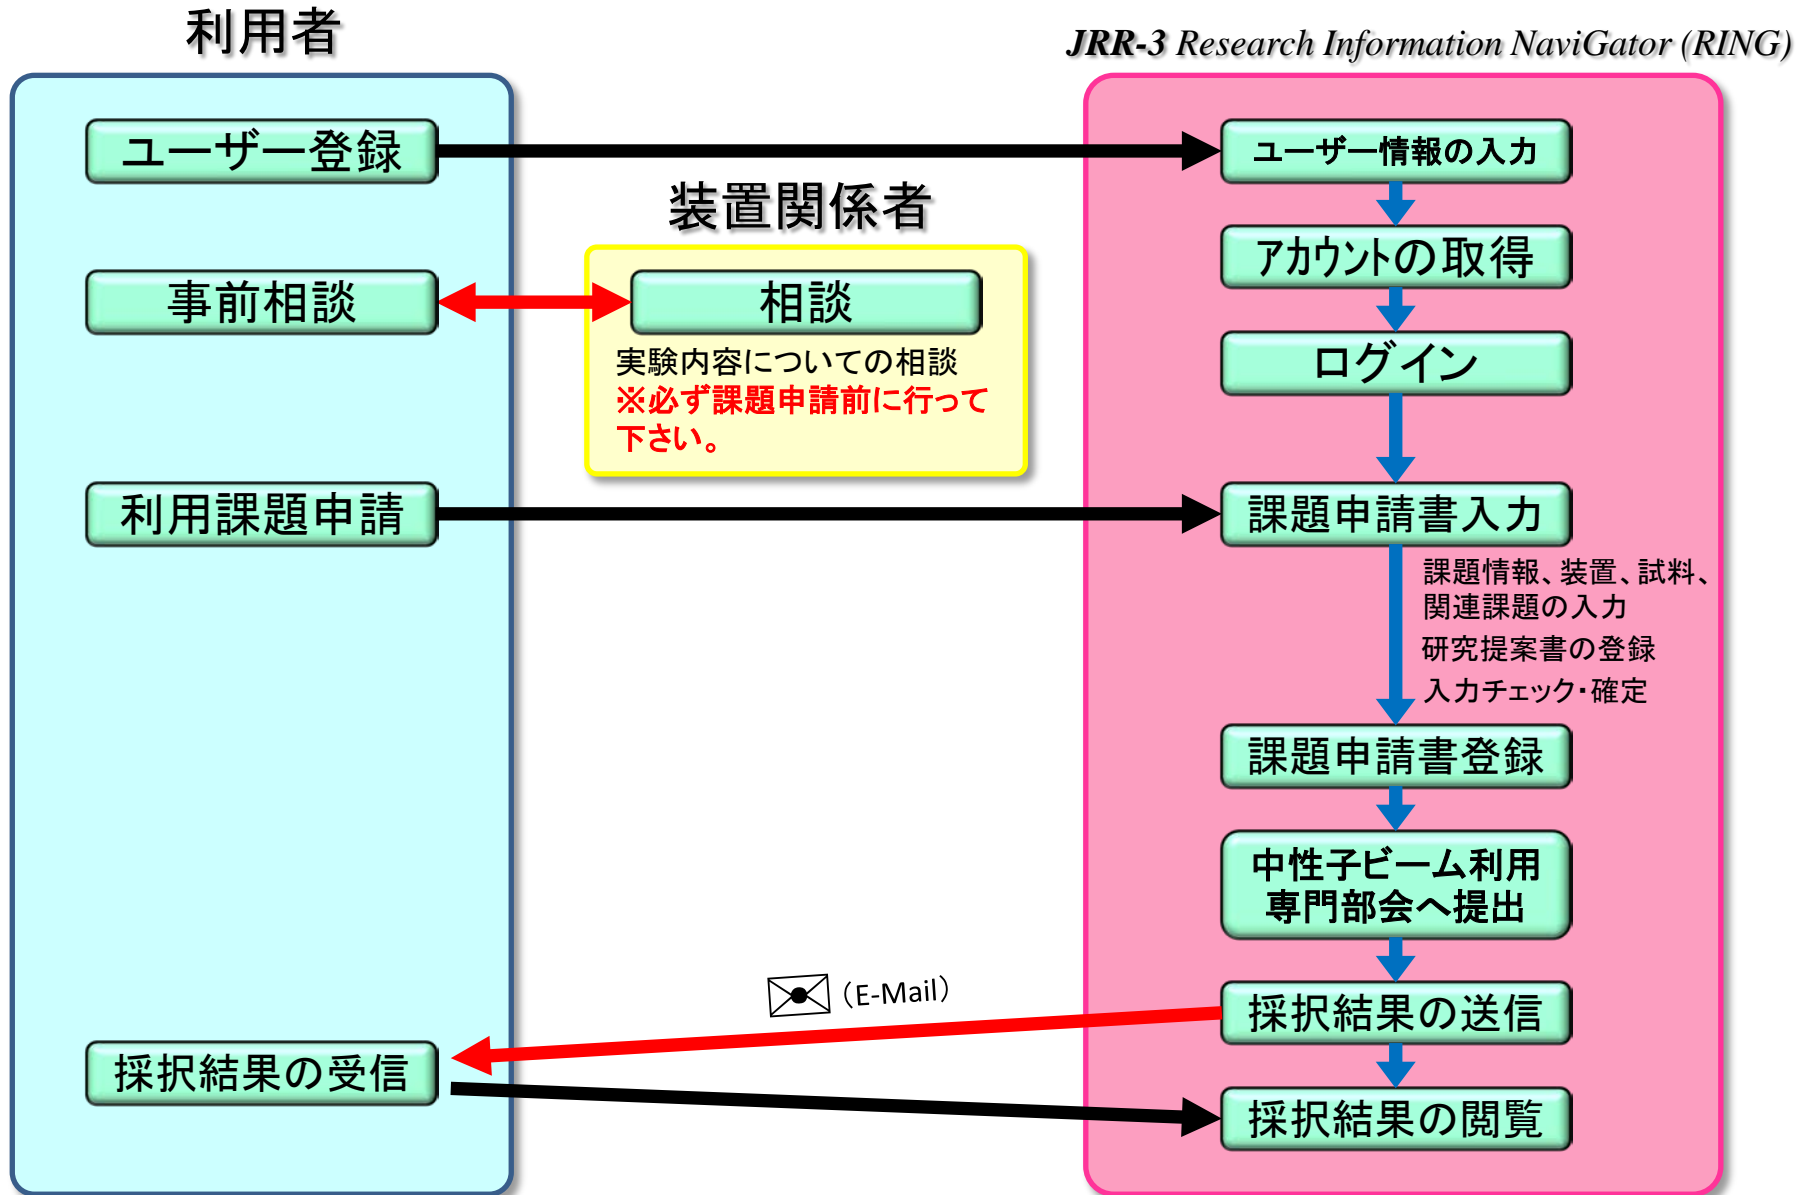 利用者
JRR-3 Research Information NaviGator (RING)
ユーザー登録
ユーザー情報の入力
装置関係者
アカウントの取得
事前相談
相談
実験内容についての相談
※必ず課題申請前に行って
下さい。
ログイン
利用課題申請
課題申請書入力
課題情報、装置、試料、
関連課題の入力
研究提案書の登録
入力チェック・確定
課題申請書登録
中性子ビーム利用
専門部会へ提出
(E-Mail)
採択結果の送信
採択結果の受信
採択結果の閲覧